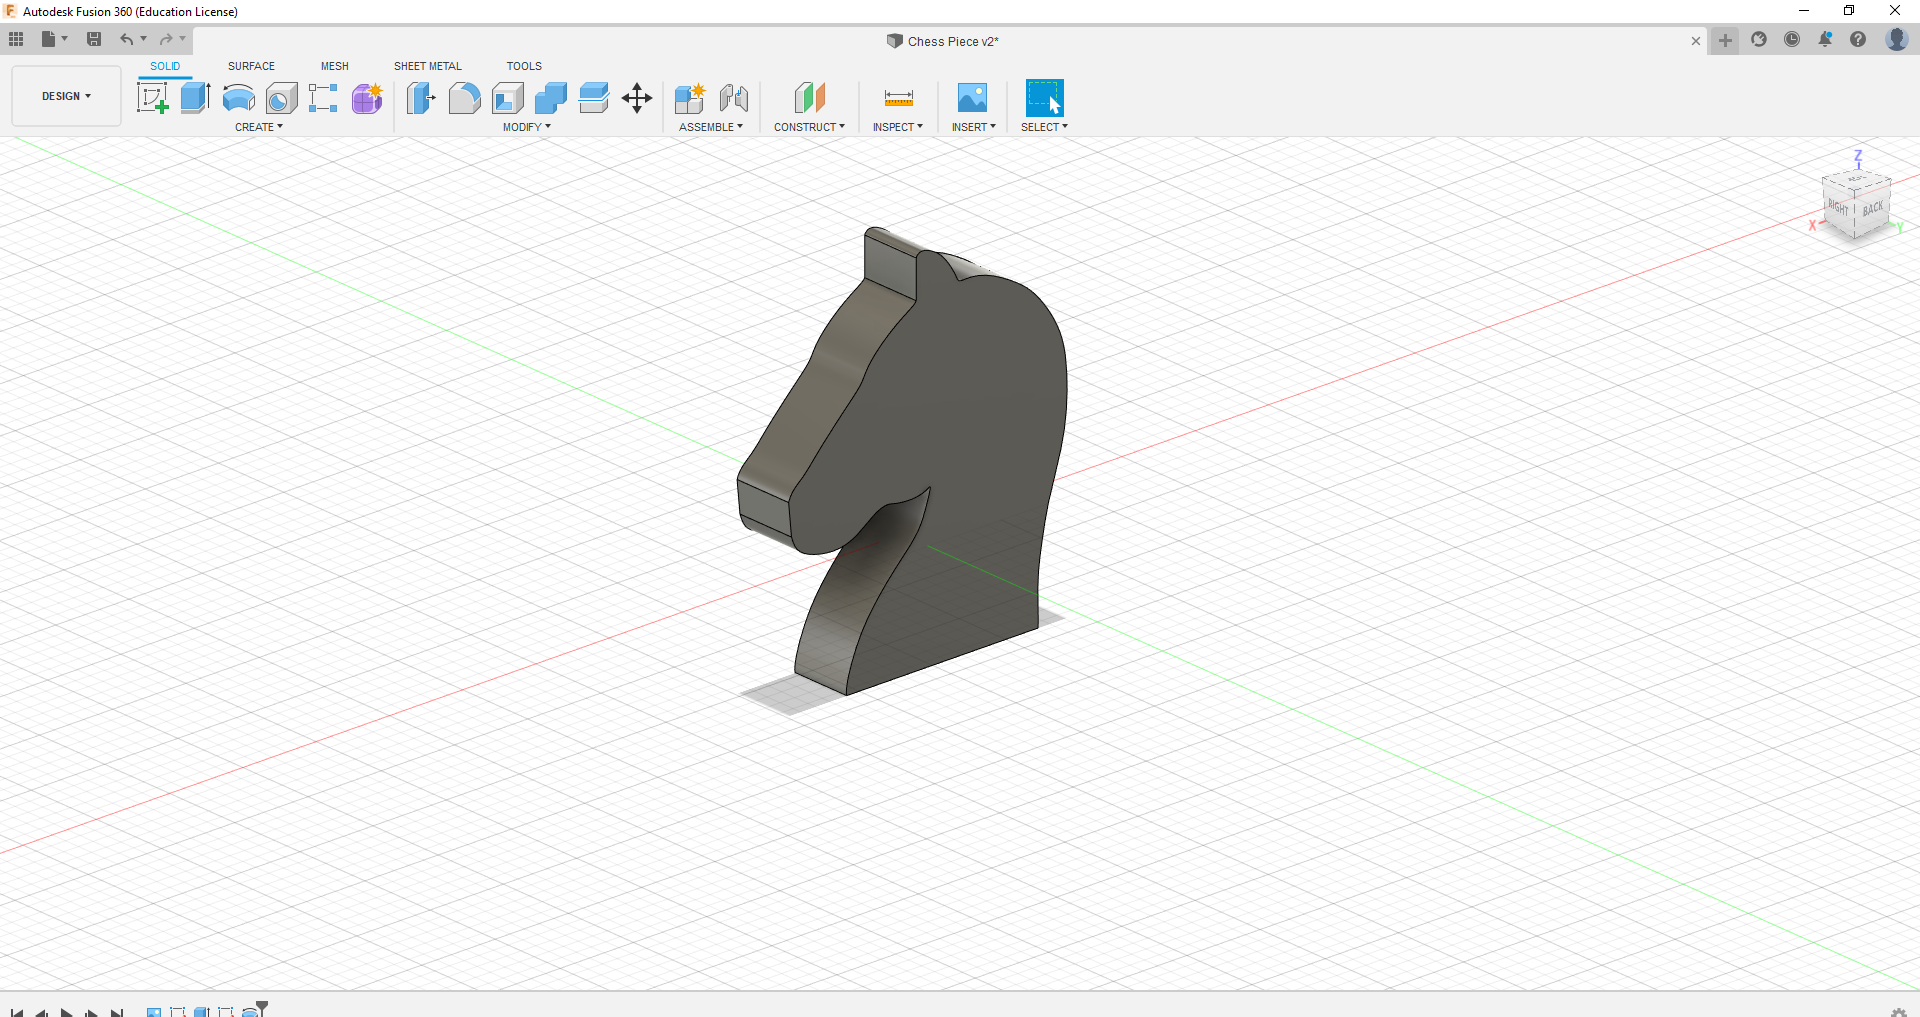 Autodesk Fusion 360 (Education License)
Chess Piece v2*
SOLID SURFACE MESH SHEET METAL TOOLS
DESIGN
CREATE MODIFY ASSEMBLE CONSTRUCT INSPECT INSERT SELECT
Z
RIGHT BACK
X Y